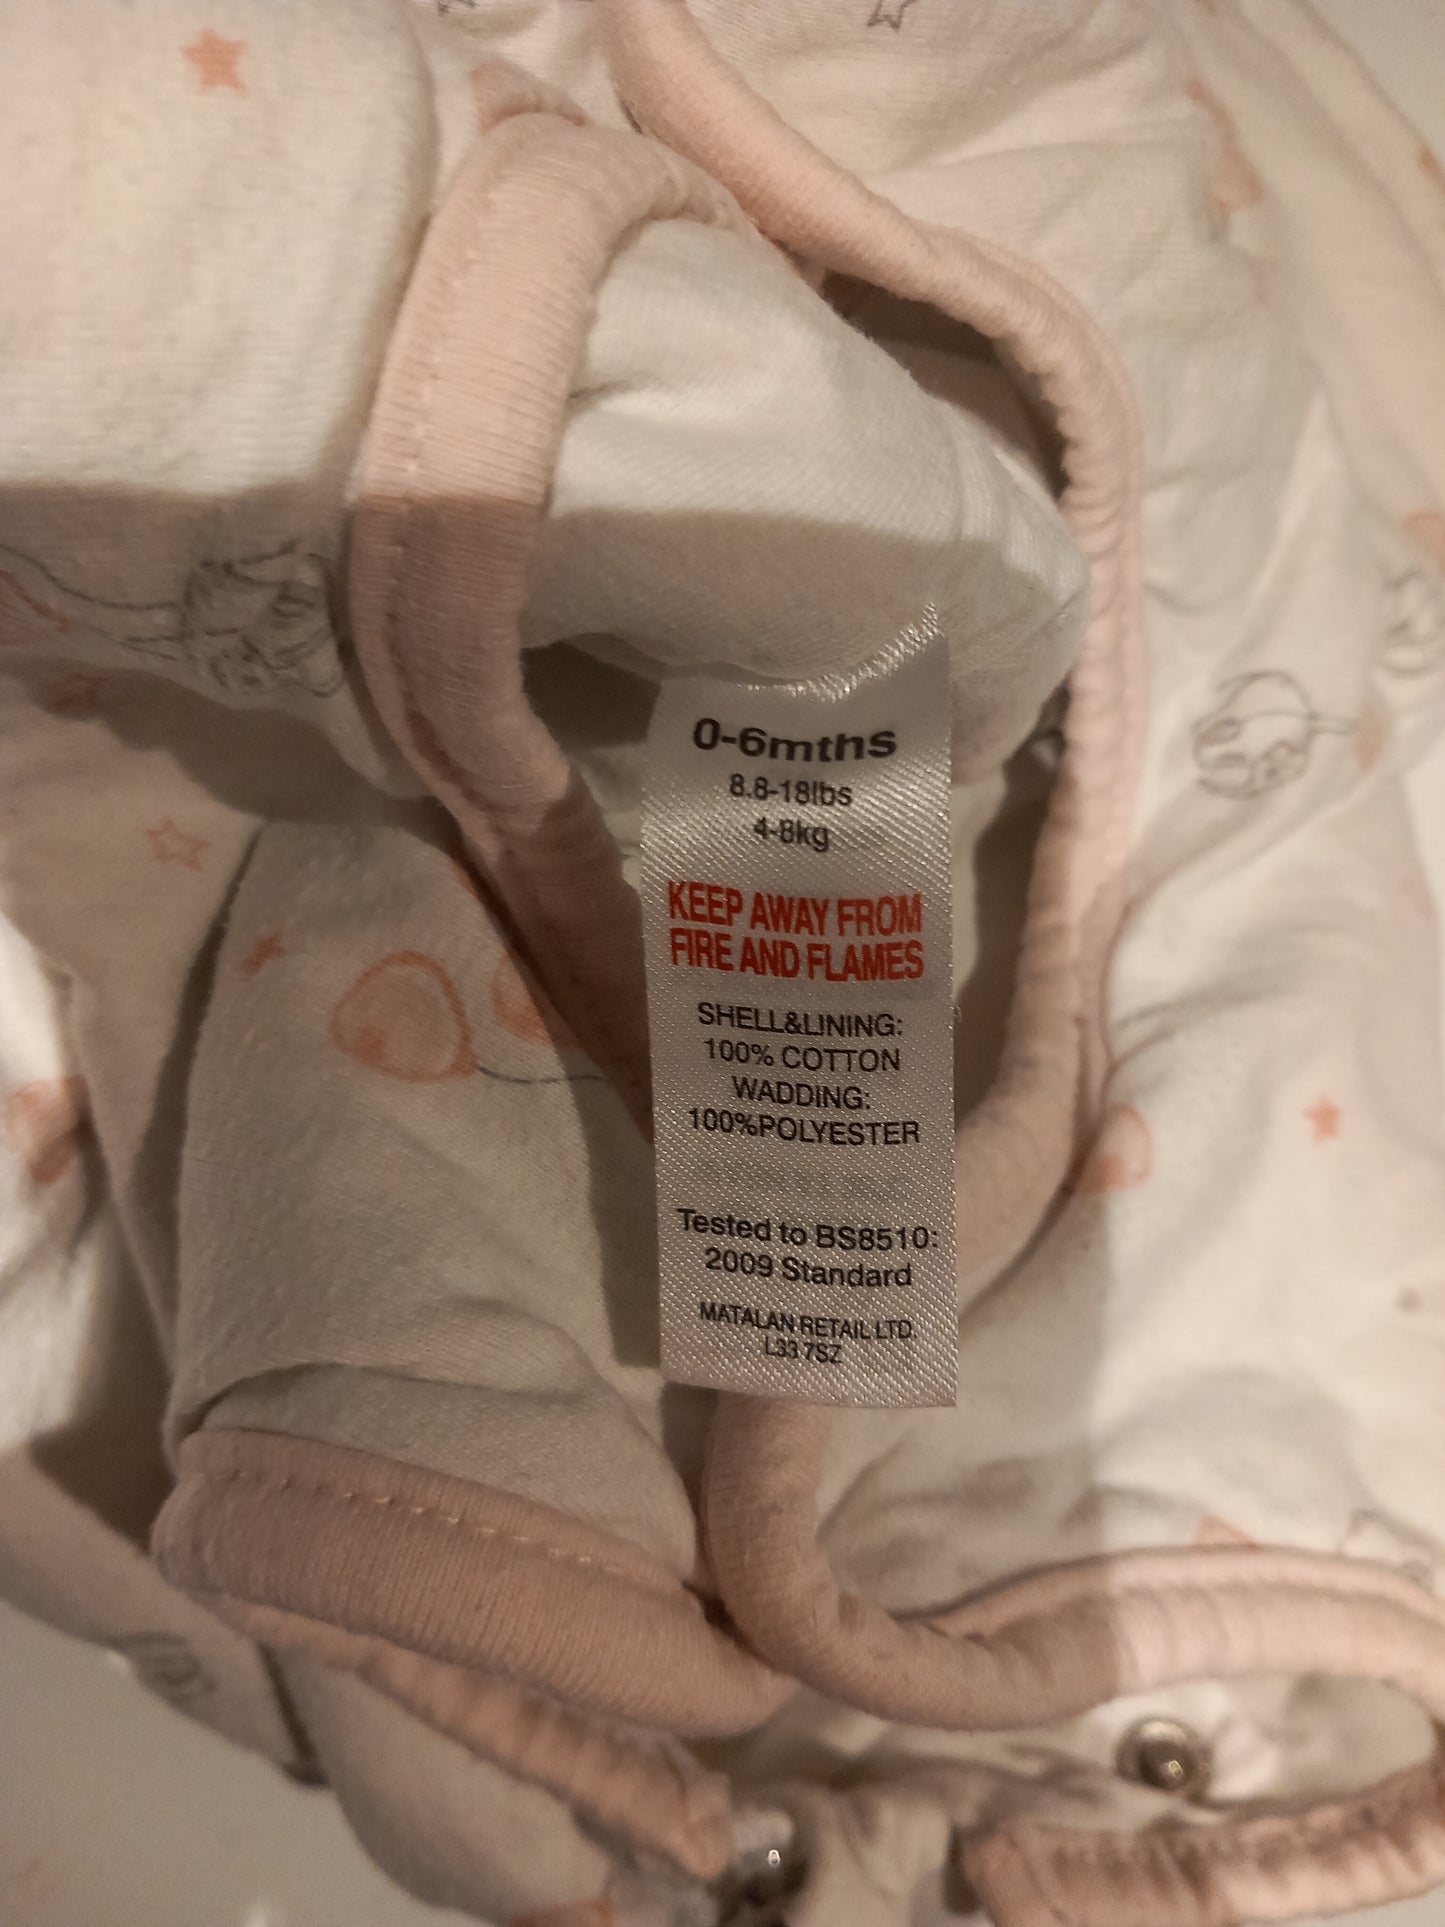 0-6mths
8.8-18lbs
4-8kg
KEEP AWAY FROM
FIRE AND FLAMES
SHELL&LINING:
100% COTTON
WADDING:
100%POLYESTER
Tested to BS8510:
2009 Standard
MATALAN RETAIL LTD.
L33 7SZ